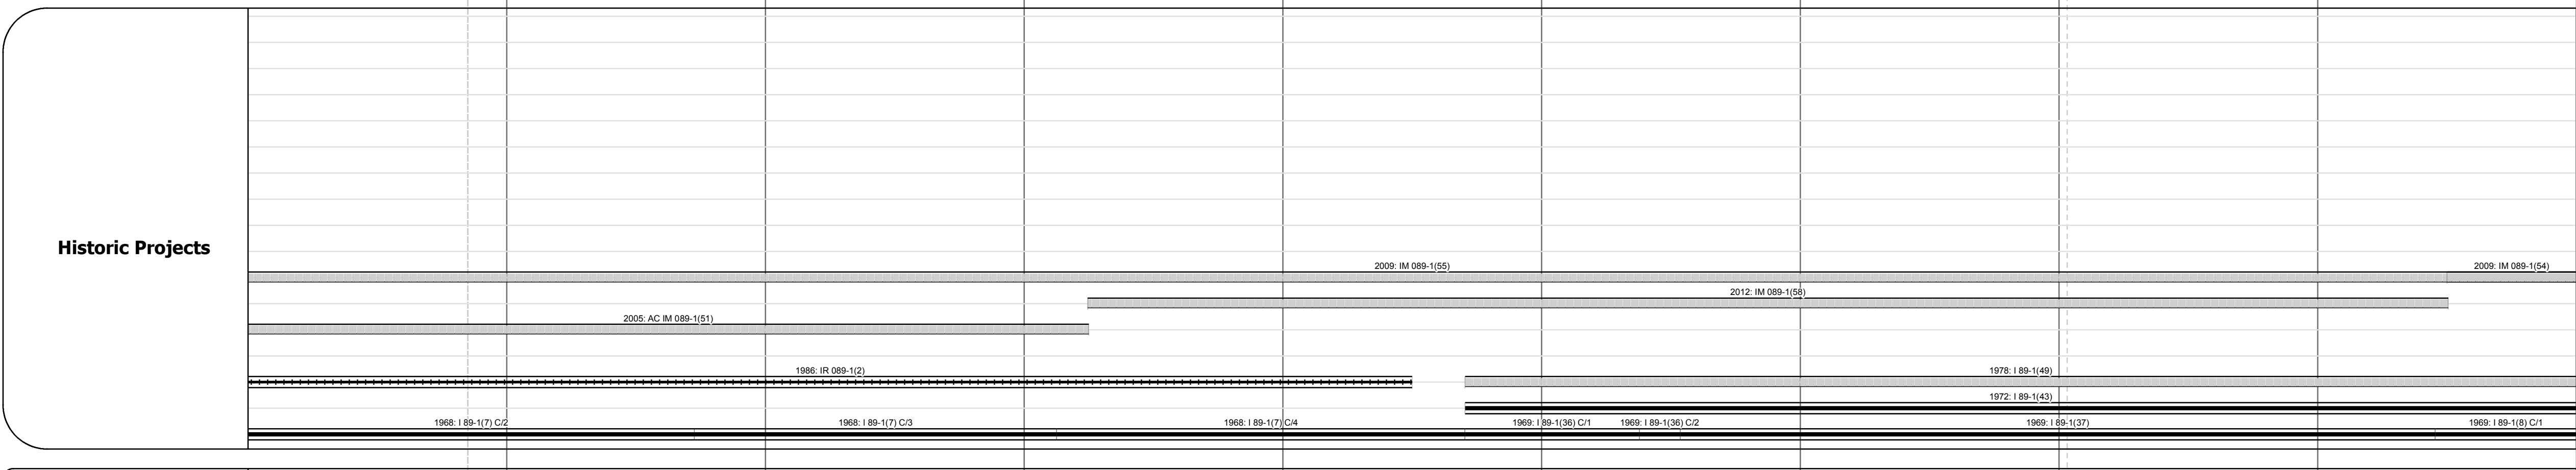 Historic Projects
2009: IM 089-1(55)
2009: IM 089-1(54)
2012: IM 089-1(58)
2005: AC IM 089-1(51)
1986: IR 089-1(2)
1978: I 89-1(49)
1972: I 89-1(43)
1968: I 89-1(7) C/2
1968: I 89-1(7) C/3
1968: I 89-1(7) C/4
1969: I 89-1(36) C/1
1969: I 89-1(36) C/2
1969: I 89-1(37)
1969: I 89-1(8) C/1